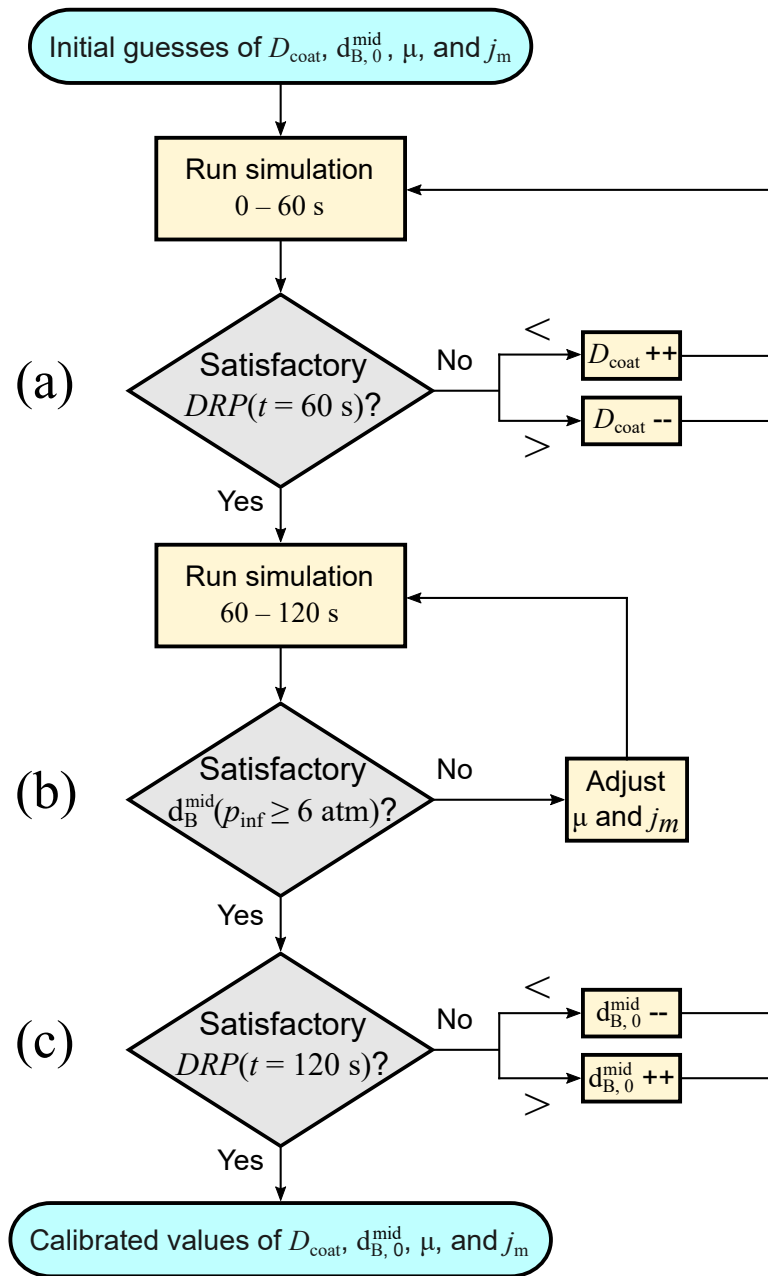 Initial guesses of D_coat, d_B,0^mid, μ, and j_m
Run simulation
0 – 60 s
(a)
Satisfactory
DRP(t = 60 s)?
No
<
D_coat ++
>
D_coat --
Yes
Run simulation
60 – 120 s
(b)
Satisfactory
d_B^mid(p_inf ≥ 6 atm)?
No
Adjust
μ and j_m
Yes
(c)
Satisfactory
DRP(t = 120 s)?
No
<
d_B,0^mid --
>
d_B,0^mid ++
Yes
Calibrated values of D_coat, d_B,0^mid, μ, and j_m